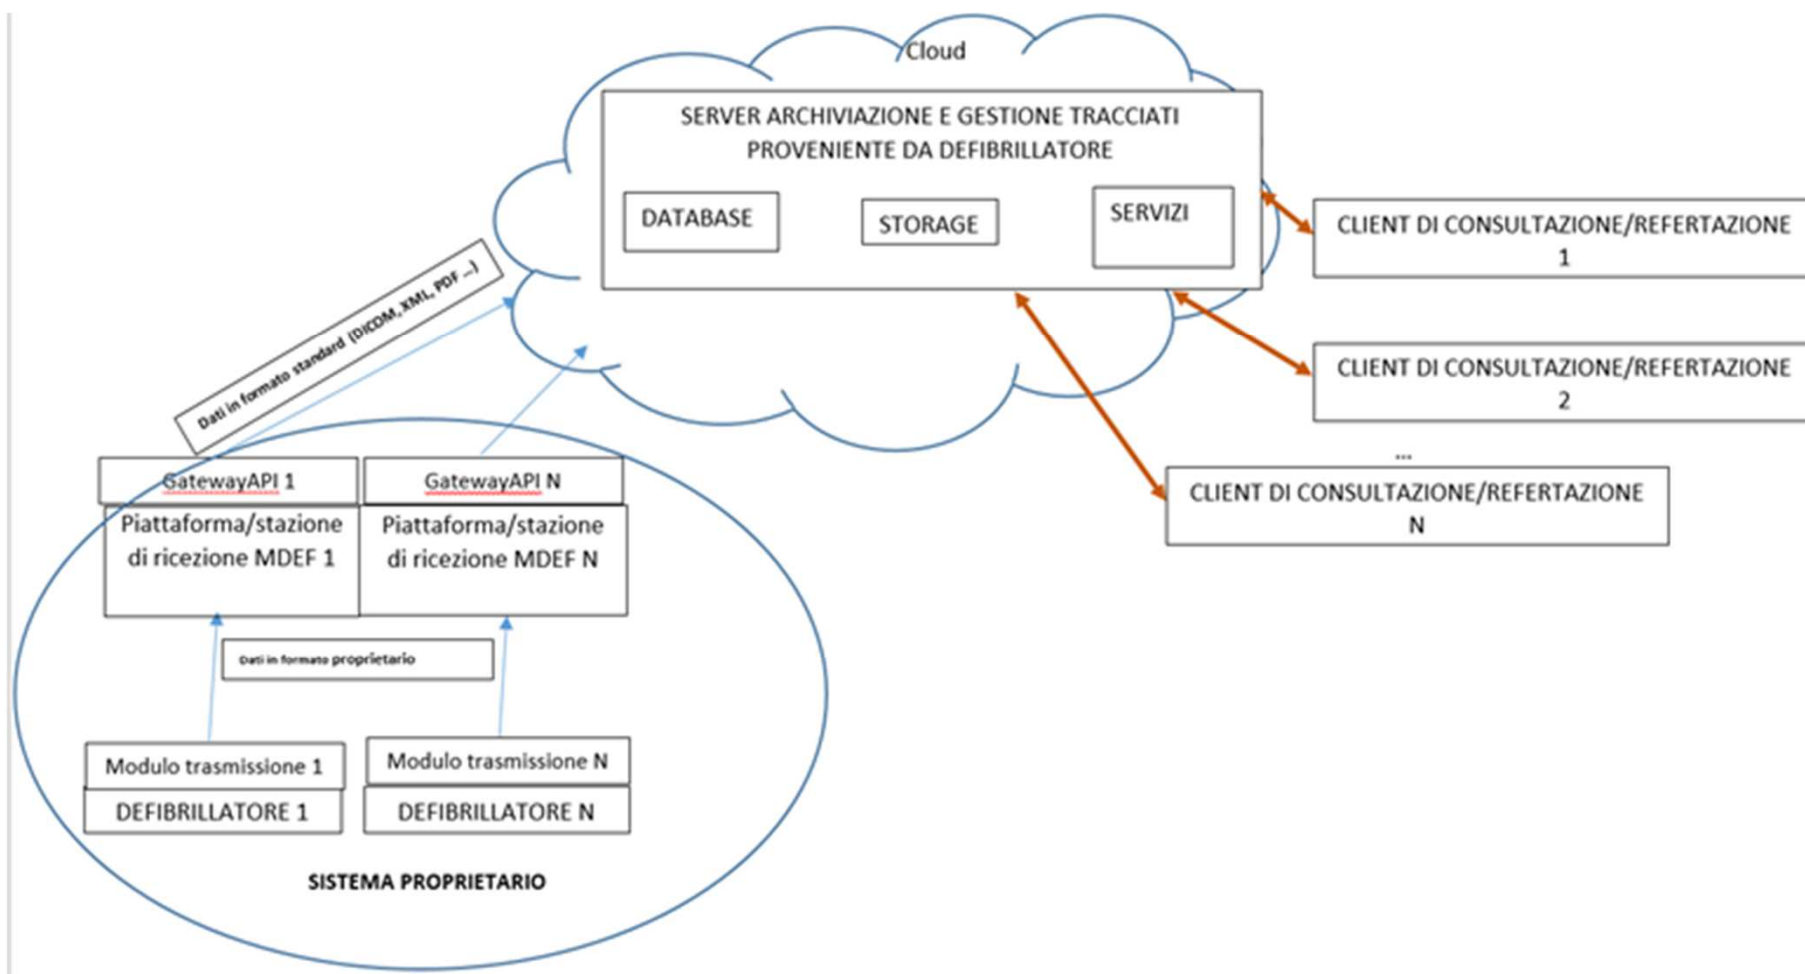 Cloud
SERVER ARCHIVIAZIONE E GESTIONE TRACCIATI
PROVENIENTE DA DEFIBRILLATORE
DATABASE
STORAGE
SERVIZI
CLIENT DI CONSULTAZIONE/REFERTAZIONE
1
CLIENT DI CONSULTAZIONE/REFERTAZIONE
2
...
CLIENT DI CONSULTAZIONE/REFERTAZIONE
N
Dati in formato standard (DICOM, XML, PDF ...)
GatewayAPI 1
GatewayAPI N
Piattaforma/stazione
di ricezione MDEF 1
Piattaforma/stazione
di ricezione MDEF N
Dati in formato proprietario
Modulo trasmissione 1
Modulo trasmissione N
DEFIBRILLATORE 1
DEFIBRILLATORE N
SISTEMA PROPRIETARIO